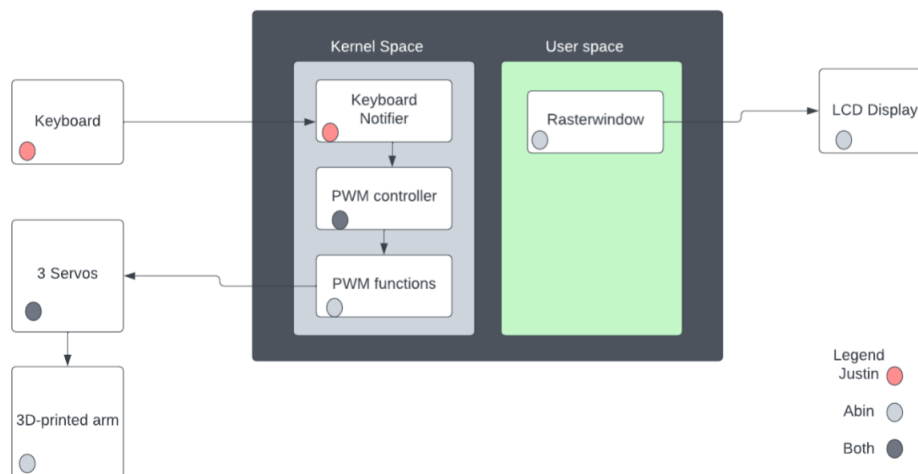 Kernel Space
User space
Keyboard
Keyboard
Notifier
Rasterwindow
LCD Display
PWM controller
3 Servos
PWM functions
3D-printed arm
Legend
Justin
Abin
Both